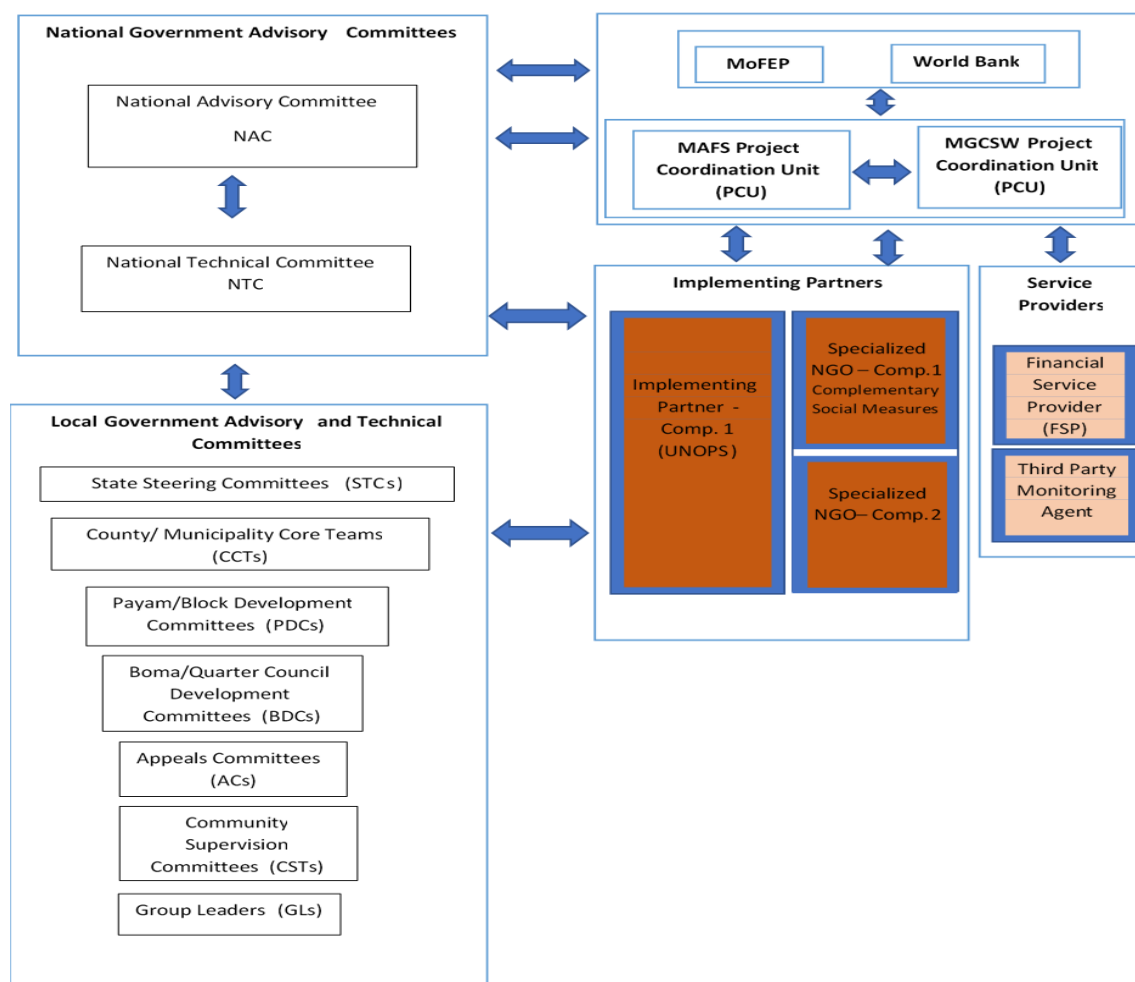 National Government Advisory Committees
National Advisory Committee
NAC
National Technical Committee
NTC
MoFEP
World Bank
MAFS Project
Coordination Unit
(PCU)
MGCSW Project
Coordination Unit
(PCU)
Implementing Partners
Implementing
Partner -
Comp. 1
(UNOPS)
Specialized
NGO – Comp.1
Complementary
Social Measures
Specialized
NGO– Comp.2
Service
Providers
Financial
Service
Provider
(FSP)
Third Party
Monitoring
Agent
Local Government Advisory and Technical
Committees
State Steering Committees (STCs)
County/ Municipality Core Teams
(CCTs)
Payam/Block Development
Committees (PDCs)
Boma/Quarter Council
Development
Committees (BDCs)
Appeals Committees
(ACs)
Community
Supervision
Committees (CSTs)
Group Leaders (GLs)